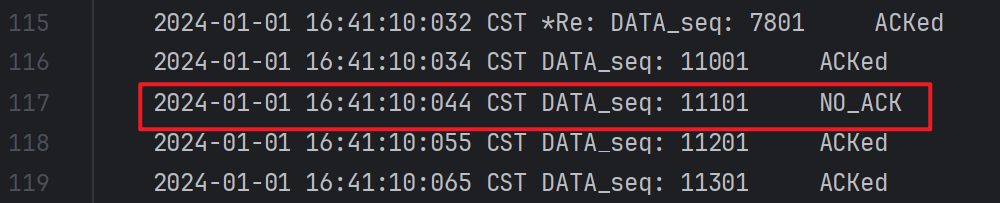 115 2024-01-01 16:41:10:032 CST *Re: DATA_seq: 7801 ACKed
116 2024-01-01 16:41:10:034 CST DATA_seq: 11001 ACKed
117 2024-01-01 16:41:10:044 CST DATA_seq: 11101 NO_ACK
118 2024-01-01 16:41:10:055 CST DATA_seq: 11201 ACKed
119 2024-01-01 16:41:10:065 CST DATA_seq: 11301 ACKed